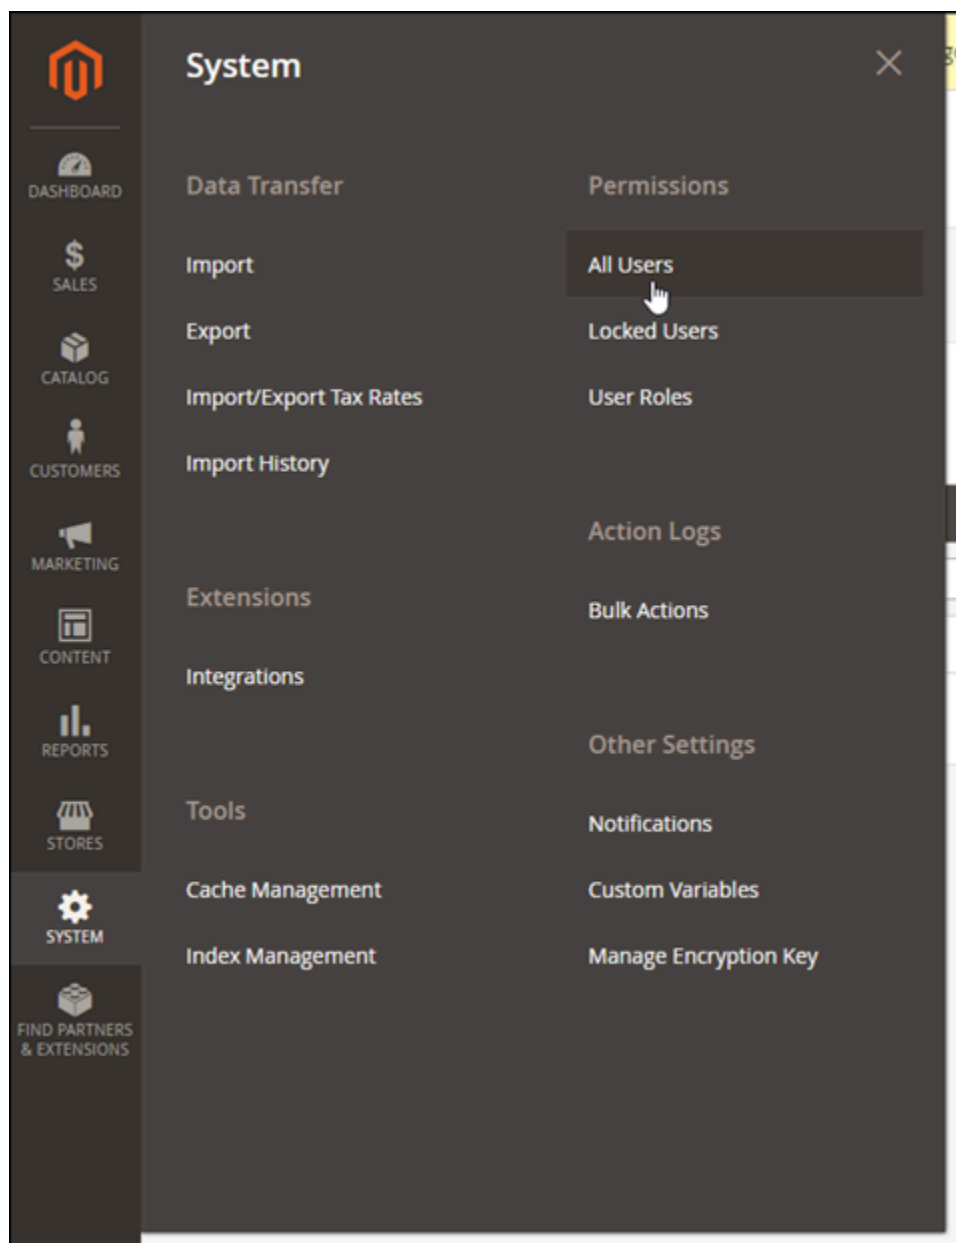 System
DASHBOARD
SALES
CATALOG
CUSTOMERS
MARKETING
CONTENT
REPORTS
STORES
SYSTEM
FIND PARTNERS
& EXTENSIONS
Data Transfer
Import
Export
Import/Export Tax Rates
Import History
Extensions
Integrations
Tools
Cache Management
Index Management
Permissions
All Users
Locked Users
User Roles
Action Logs
Bulk Actions
Other Settings
Notifications
Custom Variables
Manage Encryption Key